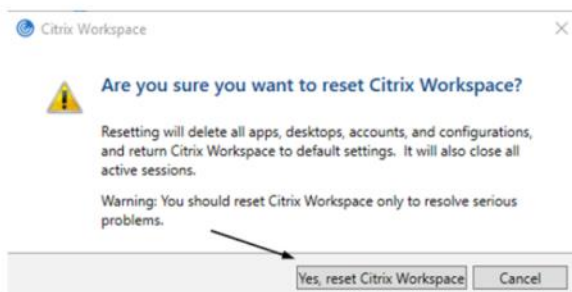 Citrix Workspace
Are you sure you want to reset Citrix Workspace?
Resetting will delete all apps, desktops, accounts, and configurations,
and return Citrix Workspace to default settings. It will also close all
active sessions.
Warning: You should reset Citrix Workspace only to resolve serious
problems.
Yes, reset Citrix Workspace Cancel